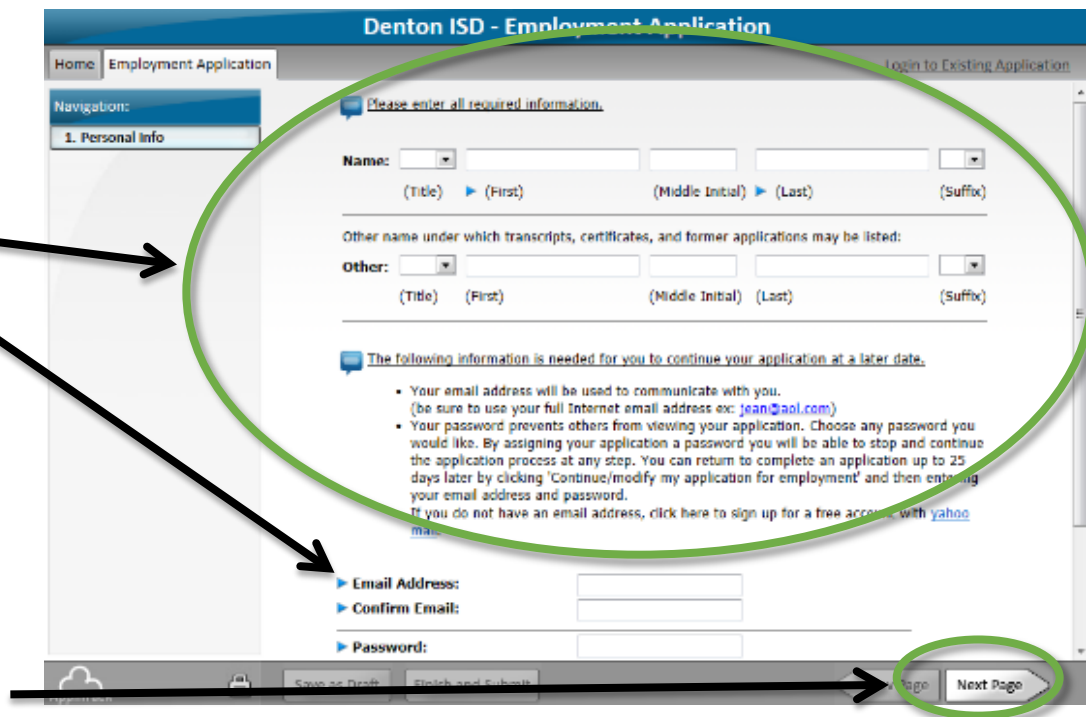 Denton ISD - Employment Application
Home Employment Application Login to Existing Application
Navigation:
1. Personal Info
Please enter all required information.
Name:
(Title) (First) (Middle Initial) (Last) (Suffix)
Other name under which transcripts, certificates, and former applications may be listed:
Other:
(Title) (First) (Middle Initial) (Last) (Suffix)
The following information is needed for you to continue your application at a later date.
• Your email address will be used to communicate with you.
(be sure to use your full Internet email address ex: jean@aol.com)
• Your password prevents others from viewing your application. Choose any password you
would like. By assigning your application a password you will be able to stop and continue
the application process at any step. You can return to complete an application up to 25
days later by clicking 'Continue/modify my application for employment' and then entering
your email address and password.
If you do not have an email address, click here to sign up for a free account with yahoo
mail
Email Address:
Confirm Email:
Password:
Save as Draft Finish and Submit Page Next Page